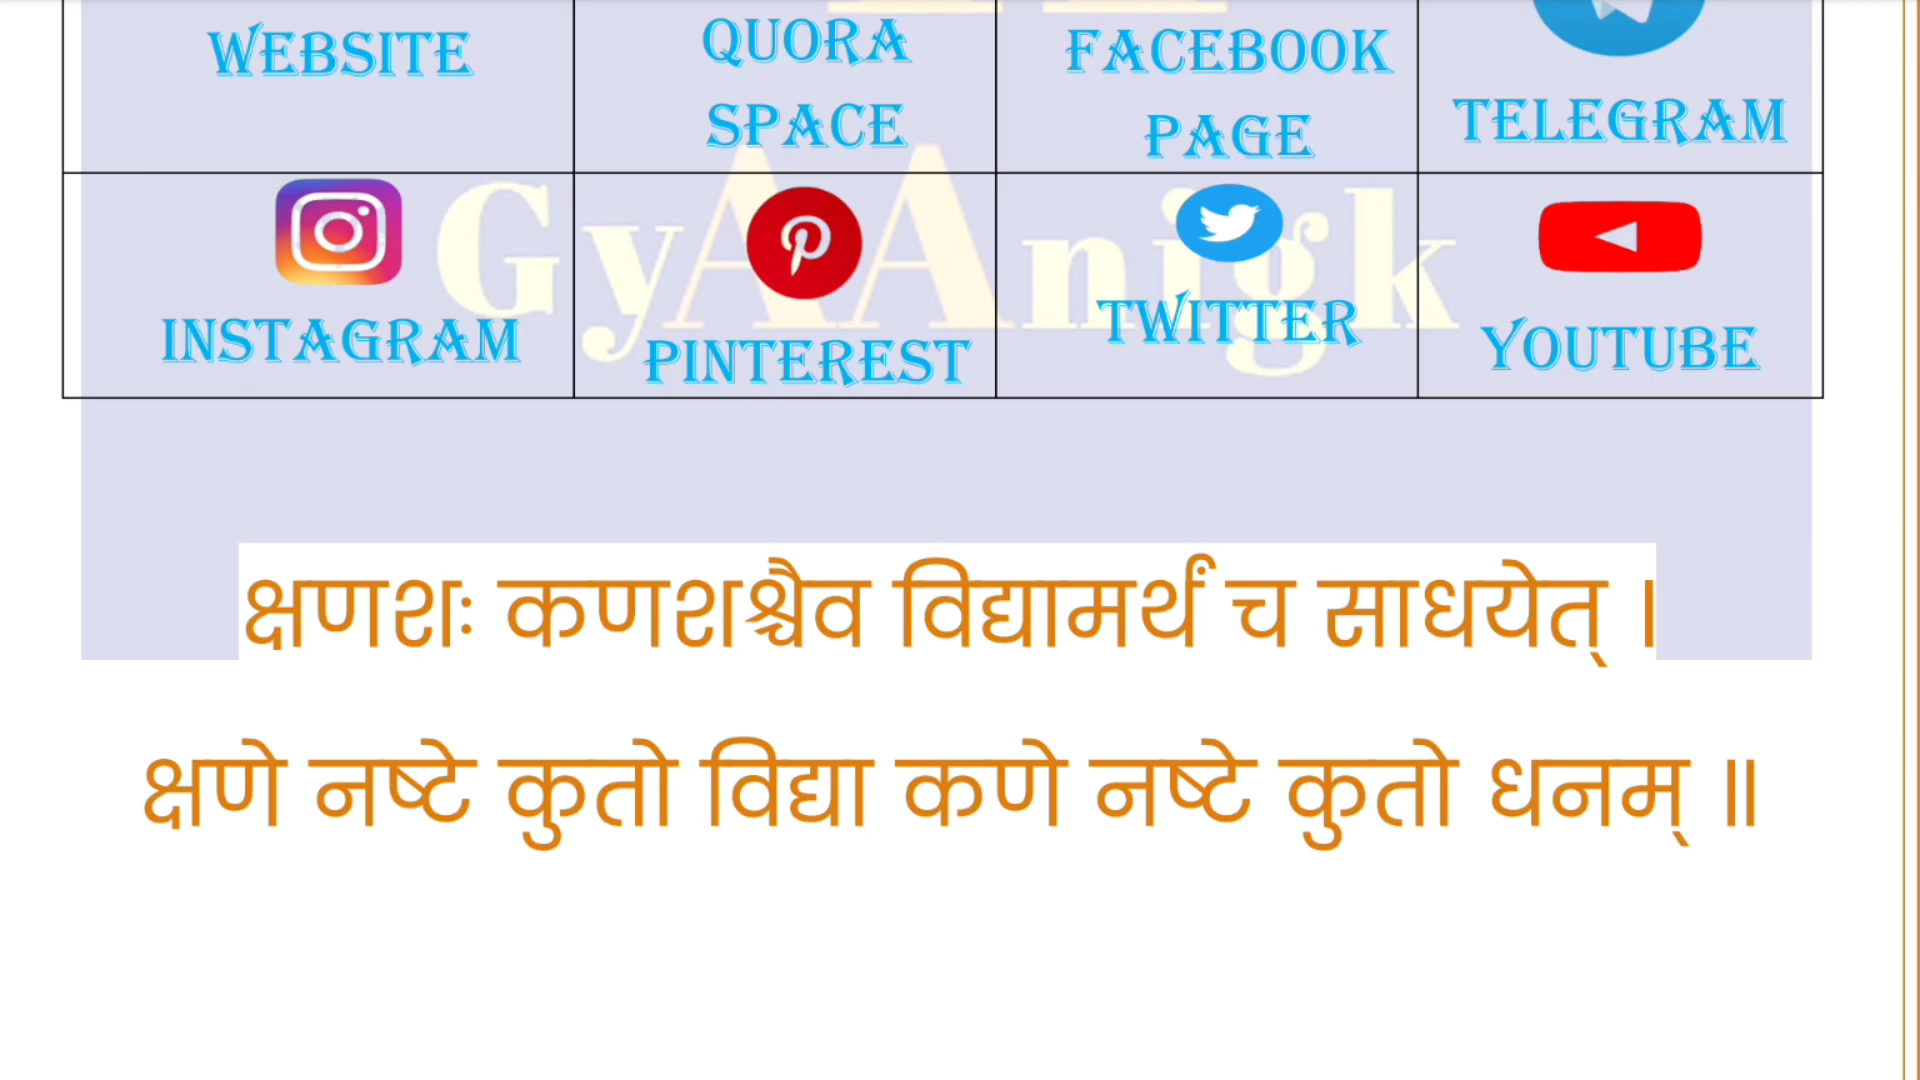 WEBSITE
QUORA
SPACE
FACEBOOK
PAGE
TELEGRAM
INSTAGRAM
PINTEREST
TWITTER
YOUTUBE
GyAAnigk
क्षणशः कणशश्चैव विद्यामर्थं च साधयेत् ।
क्षणे नष्टे कुतो विद्या कणे नष्टे कुतो धनम् ॥